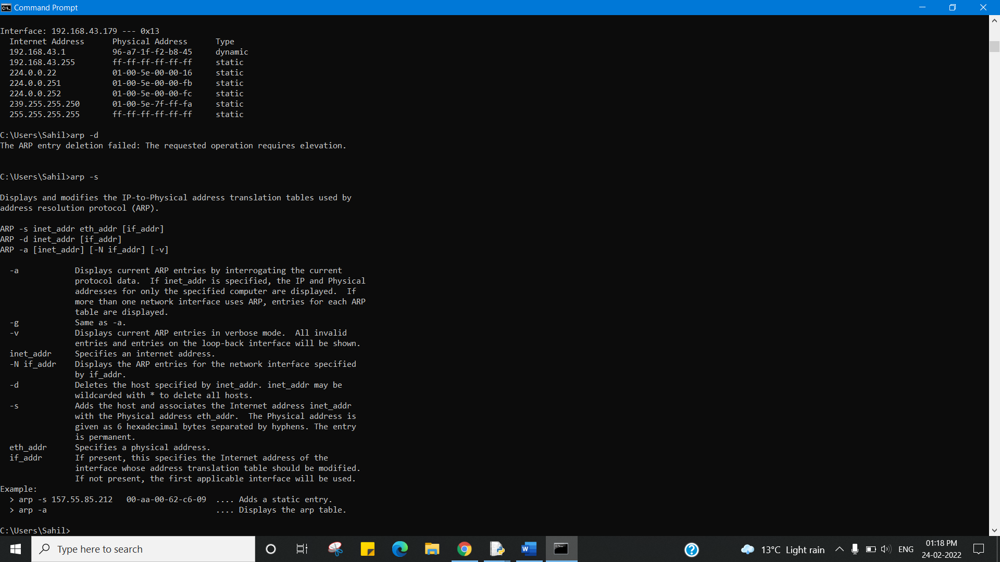 Command Prompt
Interface: 192.168.43.179 --- 0x13
  Internet Address      Physical Address      Type
  192.168.43.1          96-a7-1f-f2-b8-45     dynamic
  192.168.43.255        ff-ff-ff-ff-ff-ff     static
  224.0.0.22            01-00-5e-00-00-16     static
  224.0.0.251           01-00-5e-00-00-fb     static
  224.0.0.252           01-00-5e-00-00-fc     static
  239.255.255.250       01-00-5e-7f-ff-fa     static
  255.255.255.255       ff-ff-ff-ff-ff-ff     static
C:\Users\Sahil>arp -d
The ARP entry deletion failed: The requested operation requires elevation.
C:\Users\Sahil>arp -s
Displays and modifies the IP-to-Physical address translation tables used by
address resolution protocol (ARP).
ARP -s inet_addr eth_addr [if_addr]
ARP -d inet_addr [if_addr]
ARP -a [inet_addr] [-N if_addr] [-v]
  -a            Displays current ARP entries by interrogating the current
                protocol data.  If inet_addr is specified, the IP and Physical
                addresses for only the specified computer are displayed.  If
                more than one network interface uses ARP, entries for each ARP
                table are displayed.
  -g            Same as -a.
  -v            Displays current ARP entries in verbose mode.  All invalid
                entries and entries on the loop-back interface will be shown.
  inet_addr     Specifies an internet address.
  -N if_addr    Displays the ARP entries for the network interface specified
                by if_addr.
  -d            Deletes the host specified by inet_addr. inet_addr may be
                wildcarded with * to delete all hosts.
  -s            Adds the host and associates the Internet address inet_addr
                with the Physical address eth_addr.  The Physical address is
                given as 6 hexadecimal bytes separated by hyphens. The entry
                is permanent.
  eth_addr      Specifies a physical address.
  if_addr       If present, this specifies the Internet address of the
                interface whose address translation table should be modified.
                If not present, the first applicable interface will be used.
Example:
  > arp -s 157.55.85.212   00-aa-00-62-c6-09  .... Adds a static entry.
  > arp -a                                    .... Displays the arp table.
C:\Users\Sahil>
Type here to search
13°C Light rain
ENG
01:18 PM
24-02-2022